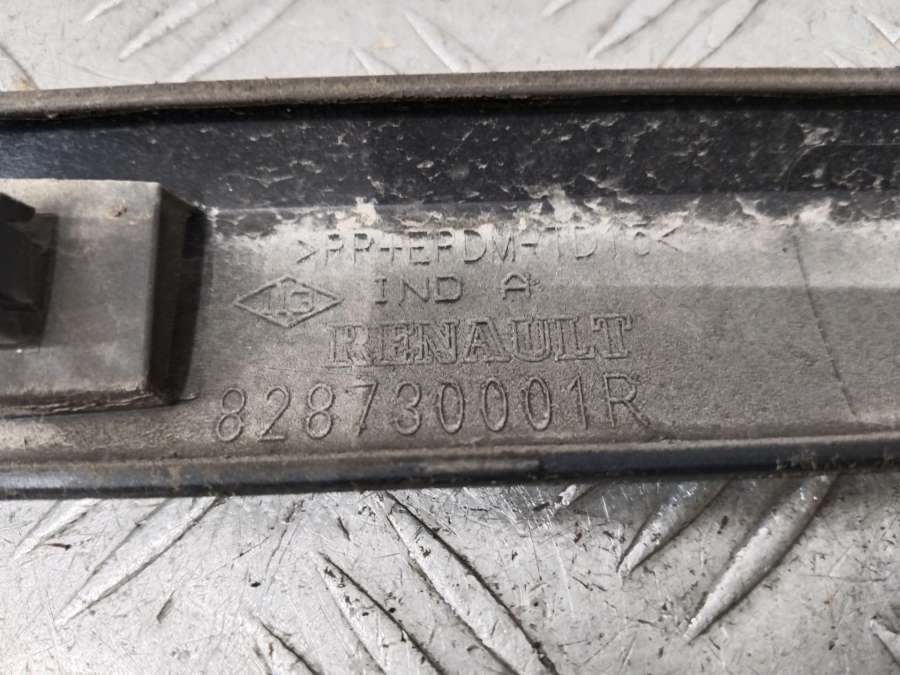 >PP+EPDM-TD10<
IND A
RENAULT
828730001R